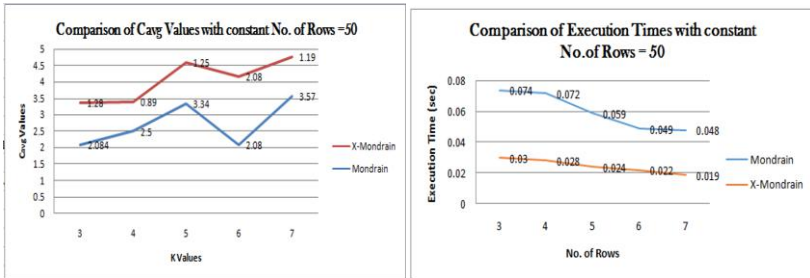 Comparison of Cavg Values with constant No. of Rows =50
5
4.5
4
3.5
3
2.5
2
1.5
1
0.5
0
Cavg Values
1.28
0.89
1.25
2.08
1.19
2.084
2.5
3.34
2.08
3.57
X-Mondrain
Mondrain
3 4 5 6 7
K Values
Comparison of Execution Times with constant
No. of Rows = 50
0.08
0.06
0.04
0.02
0
Execution Time (sec)
0.074
0.072
0.059
0.049
0.048
0.03
0.028
0.024
0.022
0.019
Mondrain
X-Mondrain
3 4 5 6 7
No. of Rows